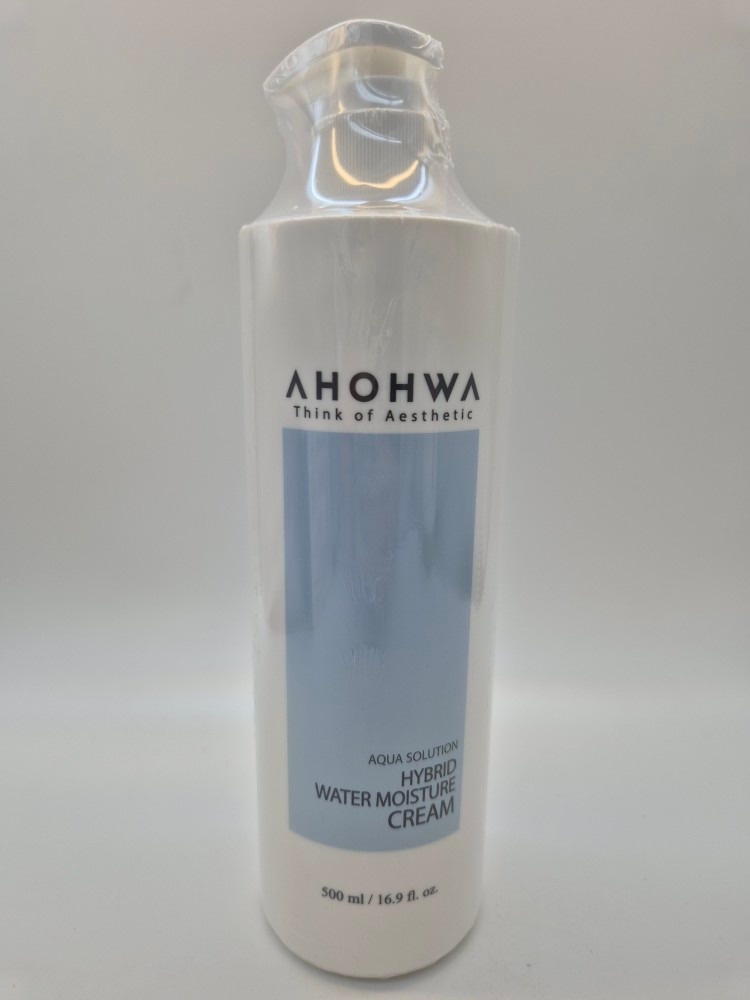 AHOHWA
Think of Aesthetic
AQUA SOLUTION
HYBRID
WATER MOISTURE
CREAM
500 ml / 16.9 fl. oz.